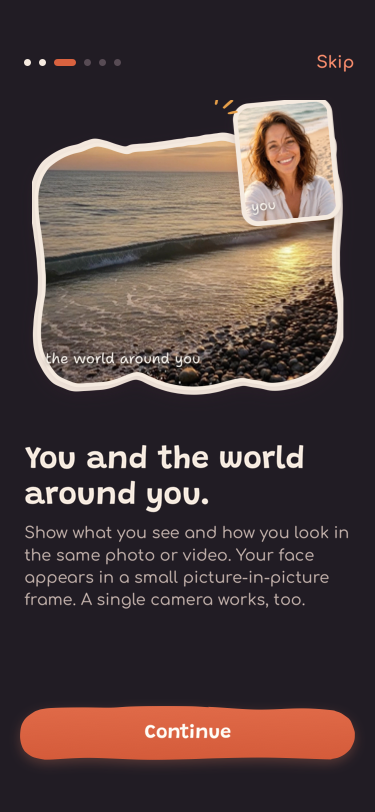 Skip
you
the world around you
You and the world
around you.
Show what you see and how you look in
the same photo or video. Your face
appears in a small picture-in-picture
frame. A single camera works, too.
Continue